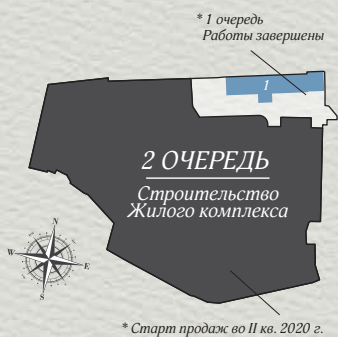 * 1 очередь
Работы завершены
1
2 ОЧЕРЕДЬ
Строительство
Жилого комплекса
N
W
E
S
* Старт продаж во II кв. 2020 г.